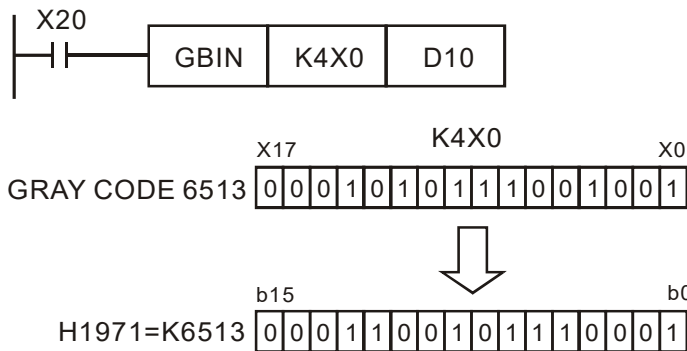 X20
GBIN K4X0 D10
K4X0
X17 X0
GRAY CODE 6513 0 0 0 1 0 1 0 1 1 1 0 0 1 0 0 1
b15 b0
H1971=K6513 0 0 0 1 1 0 0 1 0 1 1 1 0 0 0 1